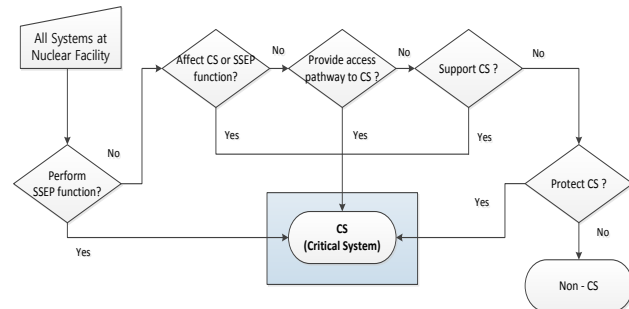 All Systems at
Nuclear Facility
Perform
SSEP function?
No
Yes
Affect CS or SSEP
function?
No
Yes
Provide access
pathway to CS ?
No
Yes
Support CS ?
No
Yes
Protect CS ?
Yes
No
CS
(Critical System)
Non - CS